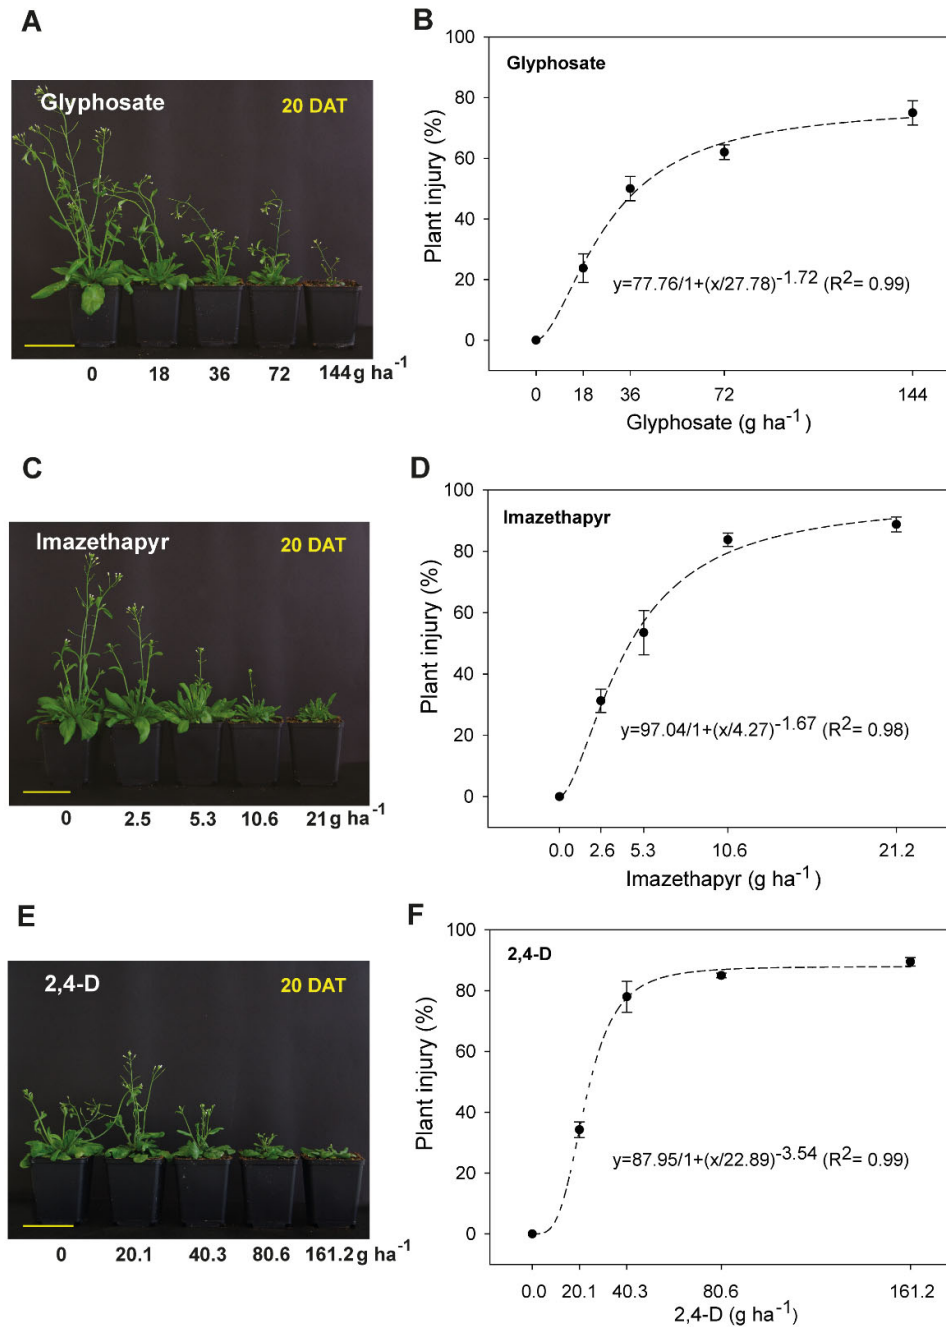 A
Glyphosate 20 DAT
0 18 36 72 144 g ha-1
B
Glyphosate
Plant injury (%)
100
80
60
40
20
0
y=77.76/1+(x/27.78)-1.72 (R2= 0.99)
0 18 36 72 144
Glyphosate (g ha-1)
C
Imazethapyr 20 DAT
0 2.5 5.3 10.6 21 g ha-1
D
Imazethapyr
Plant injury (%)
100
80
60
40
20
0
y=97.04/1+(x/4.27)-1.67 (R2= 0.98)
0.0 2.6 5.3 10.6 21.2
Imazethapyr (g ha-1)
E
2,4-D 20 DAT
0 20.1 40.3 80.6 161.2 g ha-1
F
2,4-D
Plant injury (%)
100
80
60
40
20
0
y=87.95/1+(x/22.89)-3.54 (R2= 0.99)
0.0 20.1 40.3 80.6 161.2
2,4-D (g ha-1)